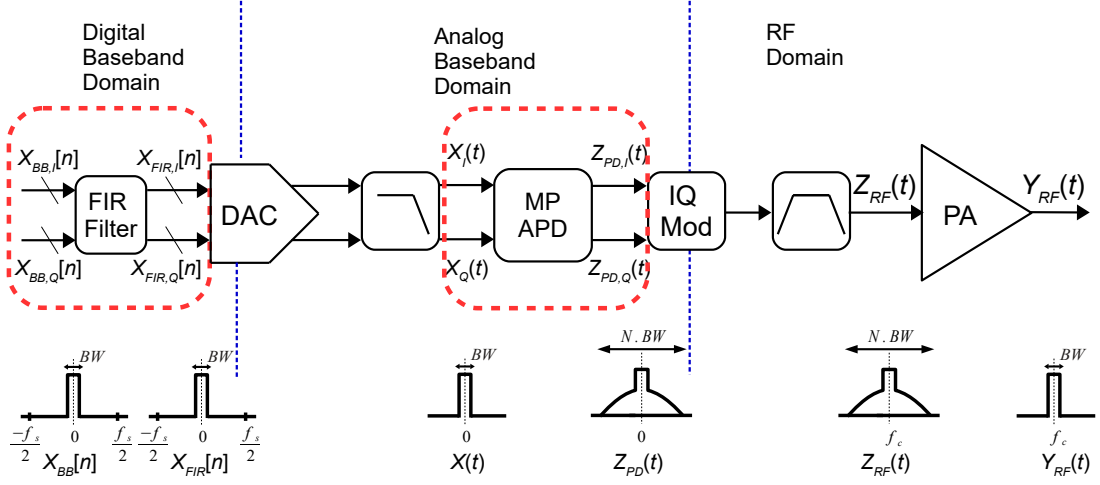 Digital
Baseband
Domain
Analog
Baseband
Domain
RF
Domain
X_{BB,I}[n]
X_{FIR,I}[n]
X_I(t)
Z_{PD,I}(t)
FIR
Filter
DAC
MP
APD
IQ
Mod
Z_{RF}(t)
PA
Y_{RF}(t)
X_{BB,Q}[n]
X_{FIR,Q}[n]
X_Q(t)
Z_{PD,Q}(t)
BW
BW
BW
N . BW
N . BW
BW
-f_s/2
0
f_s/2
-f_s/2
0
f_s/2
0
0
f_c
f_c
X_{BB}[n]
X_{FIR}[n]
X(t)
Z_{PD}(t)
Z_{RF}(t)
Y_{RF}(t)